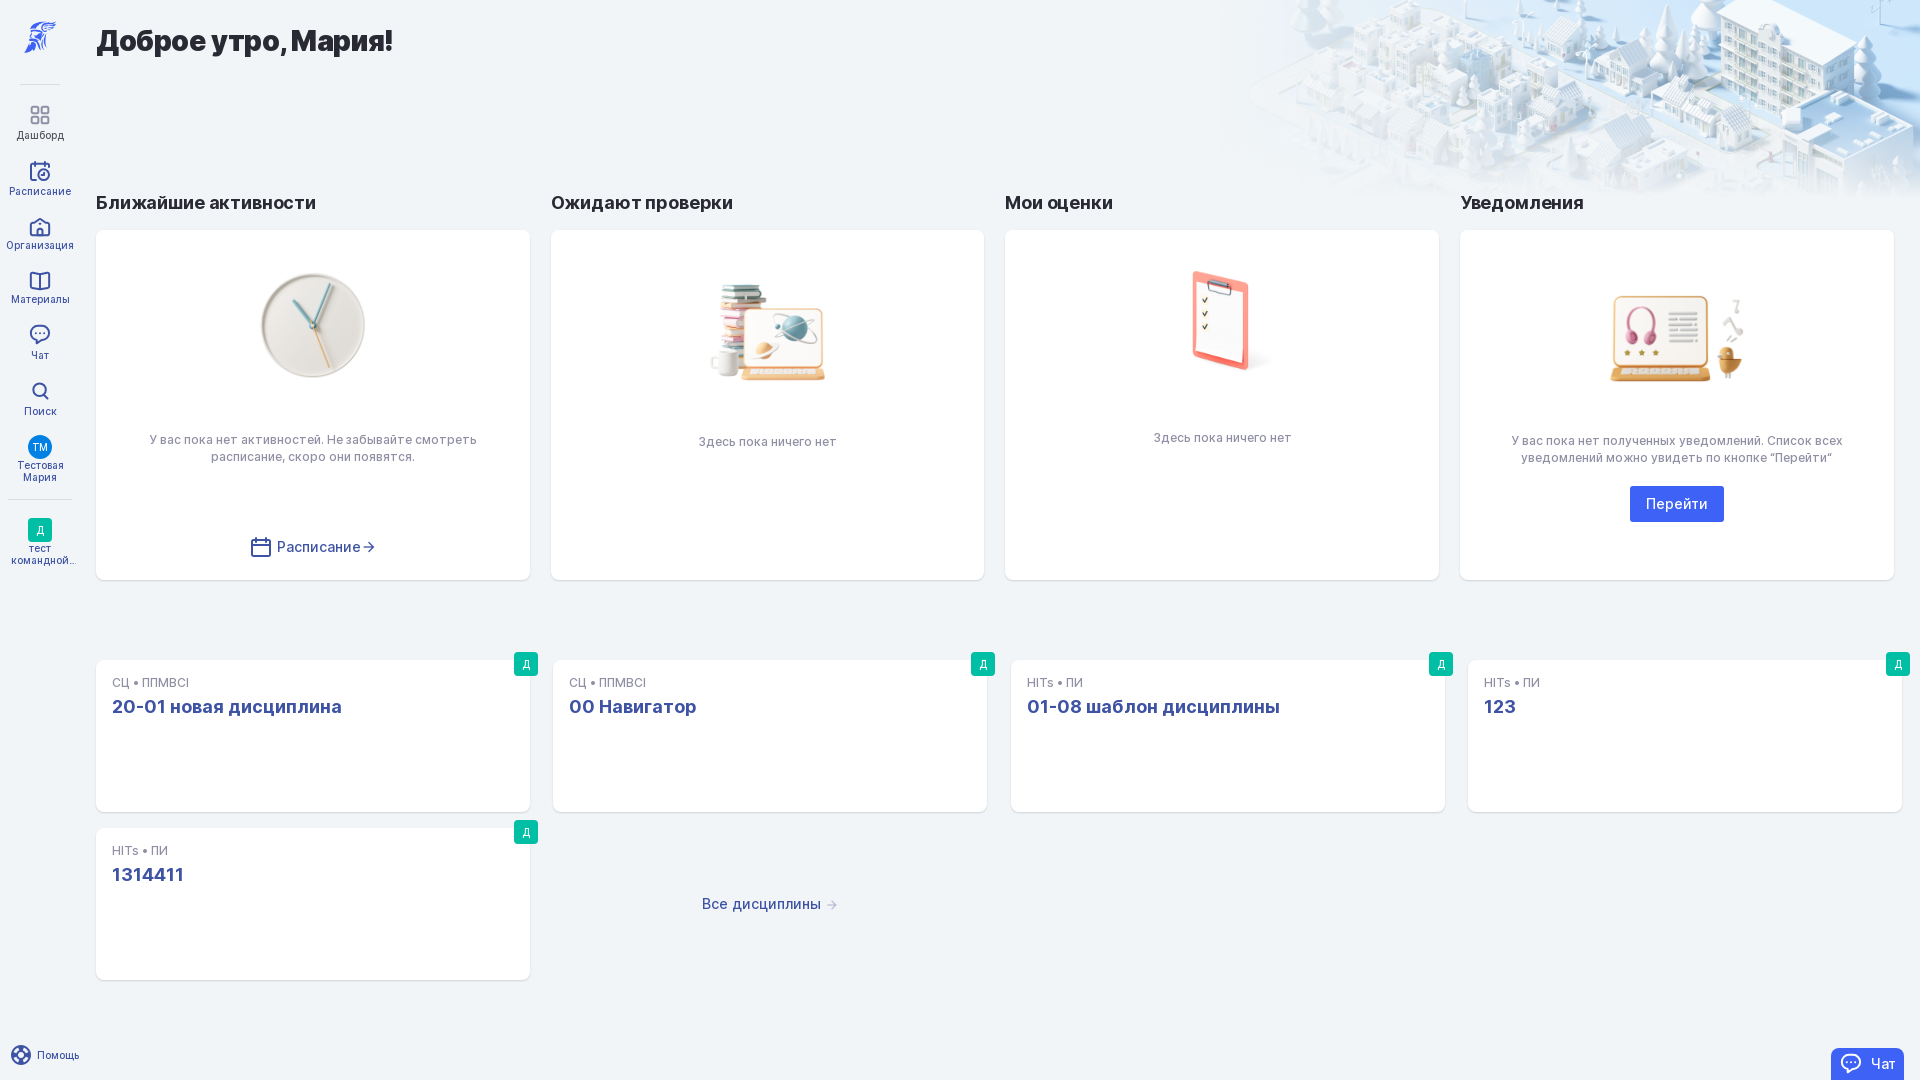 Доброе утро, Мария!
Дашборд
Расписание
Организация
Материалы
Чат
Поиск
ТМ
Тестовая
Мария
Д
тест
командной...
Помощь
Ближайшие активности
У вас пока нет активностей. Не забывайте смотреть
расписание, скоро они появятся.
Расписание
Ожидают проверки
Здесь пока ничего нет
Мои оценки
Здесь пока ничего нет
Уведомления
У вас пока нет полученных уведомлений. Список всех
уведомлений можно увидеть по кнопке “Перейти”
Перейти
Д
СЦ • ППМВСІ
20-01 новая дисциплина
Д
СЦ • ППМВСІ
00 Навигатор
Д
HITs • ПИ
01-08 шаблон дисциплины
Д
HITs • ПИ
123
Д
HITs • ПИ
1314411
Все дисциплины
Чат